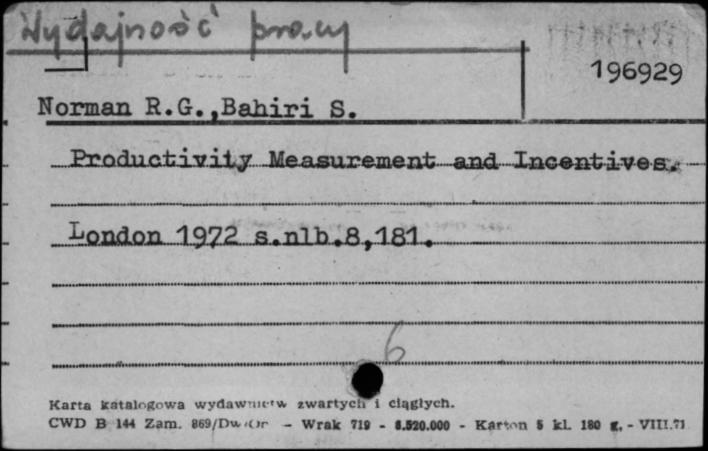 Wydajność pracy
196929
Norman R.G.,Bahiri S.
Productivity Measurement and Incentives.
London 1972 s.nlb.8,181.
6
Karta katalogowa wydawnictw zwartych i ciągłych.
CWD B 144 Zam. 869/Dw/Or - Wrak 719 - 8.520.000 - Karton 5 kl. 180 g. - VIII.71